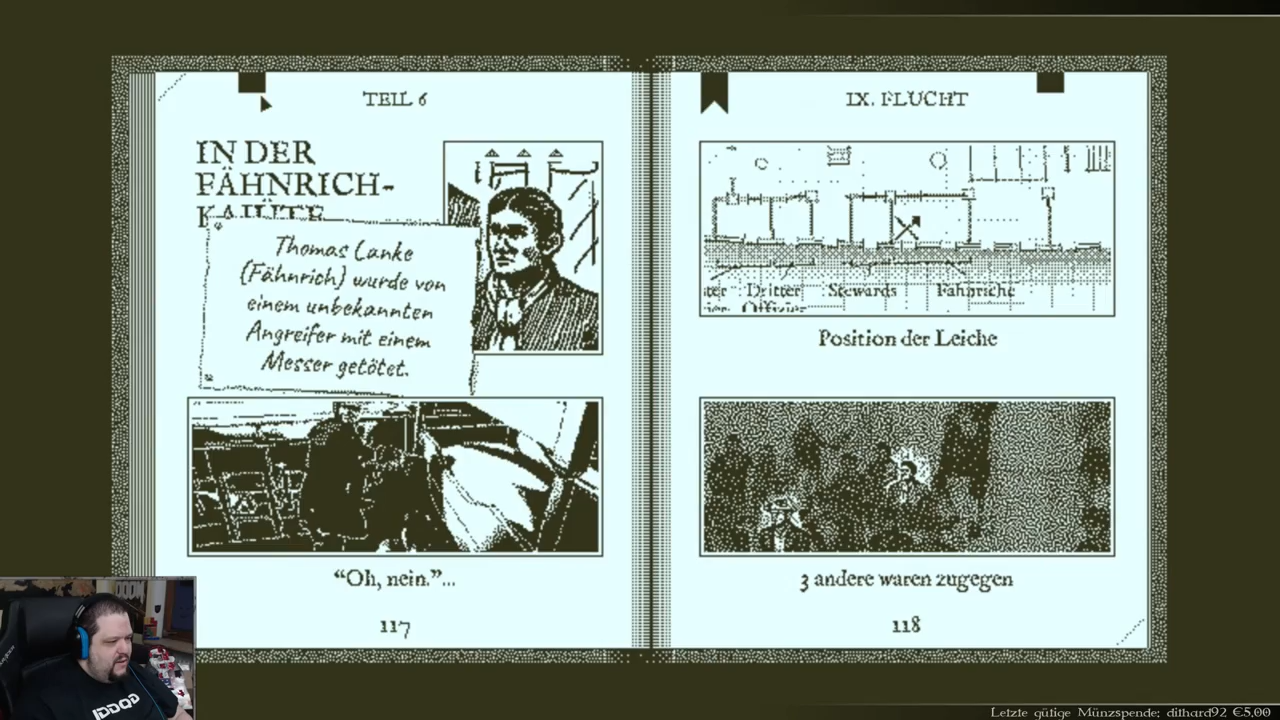 TEIL 6
IN DER
FÄHNRICH-
KAJÜTE
Thomas Lanke
(Fähnrich) wurde von
einem unbekannten
Angreifer mit einem
Messer getötet.
“Oh, nein.”...
117
IX. FLUCHT
Dritter Stewards Fähnriche
Offizier
Position der Leiche
3 andere waren zugegen
118
Letzte gütige Münzspende: dithard92 €5,00